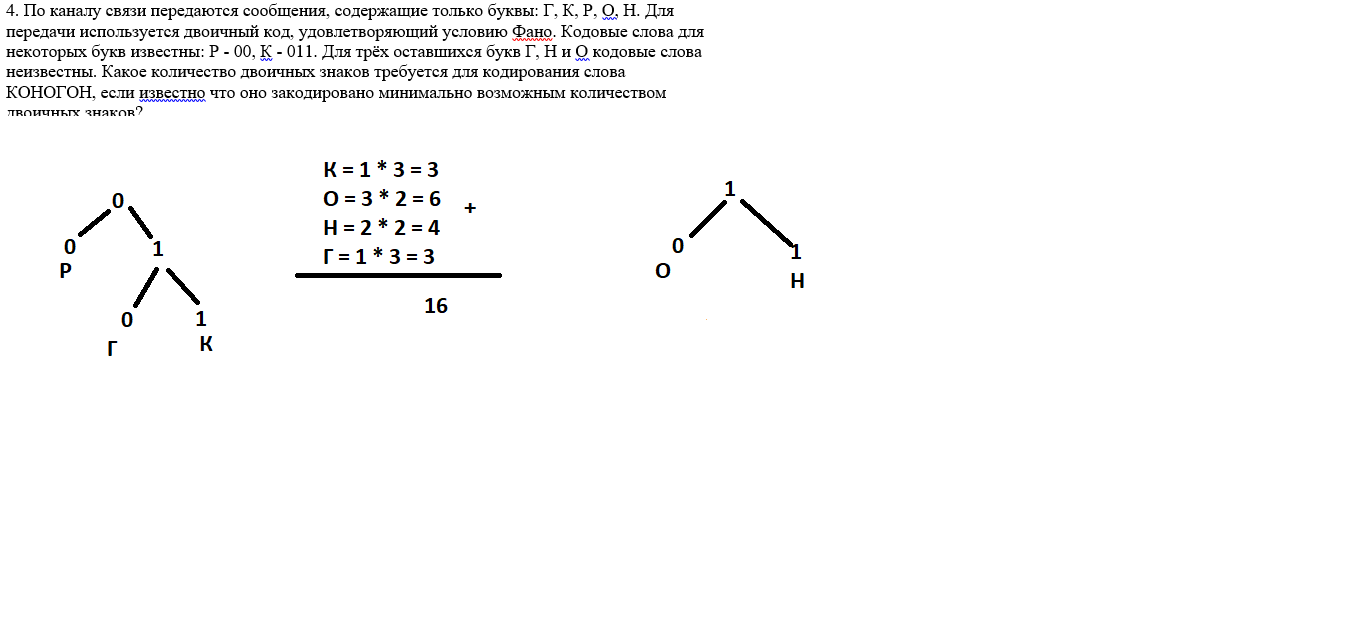 4. По каналу связи передаются сообщения, содержащие только буквы: Г, К, Р, О, Н. Для
передачи используется двоичный код, удовлетворяющий условию Фано. Кодовые слова для
некоторых букв известны: Р - 00, К - 011. Для трёх оставшихся букв Г, Н и О кодовые слова
неизвестны. Какое количество двоичных знаков требуется для кодирования слова
КОНОГОН, если известно что оно закодировано минимально возможным количеством
двоичных знаков?
К = 1 * 3 = 3
О = 3 * 2 = 6
+
Н = 2 * 2 = 4
Г = 1 * 3 = 3
16
0
0
1
Р
0
1
Г
К
1
0
1
О
Н